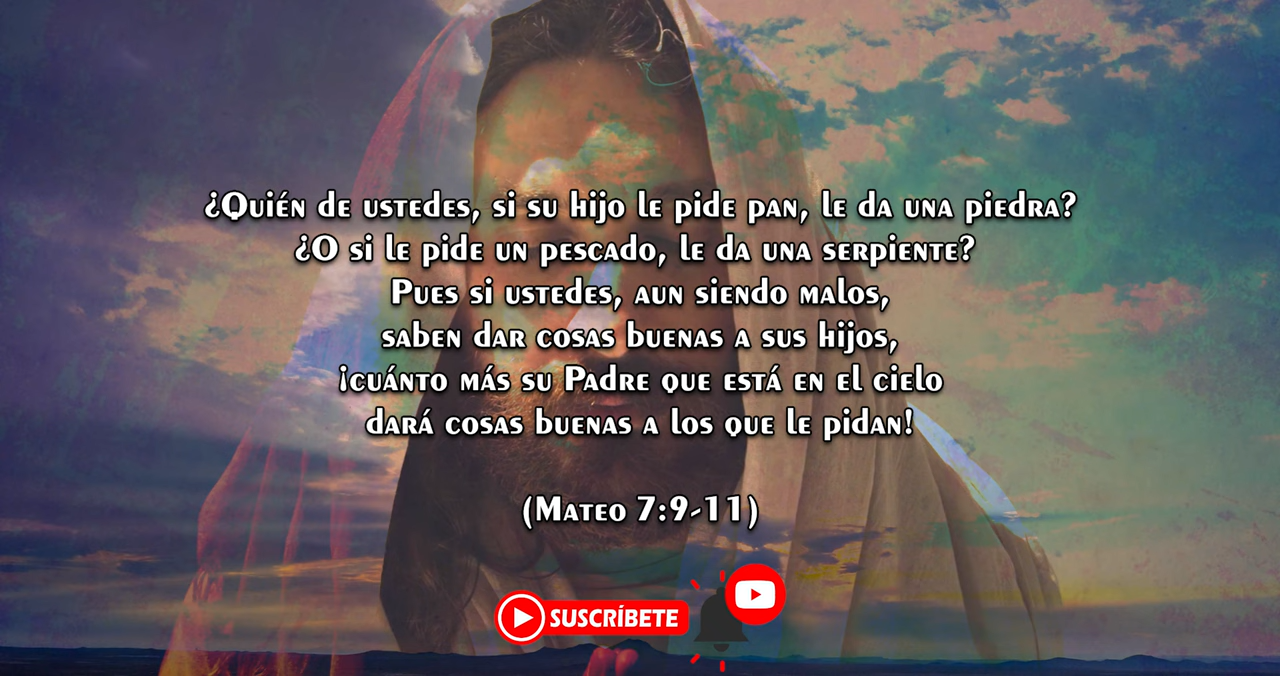 ¿Quién de ustedes, si su hijo le pide pan, le da una piedra?
¿O si le pide un pescado, le da una serpiente?
Pues si ustedes, aun siendo malos,
saben dar cosas buenas a sus hijos,
¡cuánto más su Padre que está en el cielo
dará cosas buenas a los que le pidan!
(Mateo 7:9-11)
SUSCRÍBETE